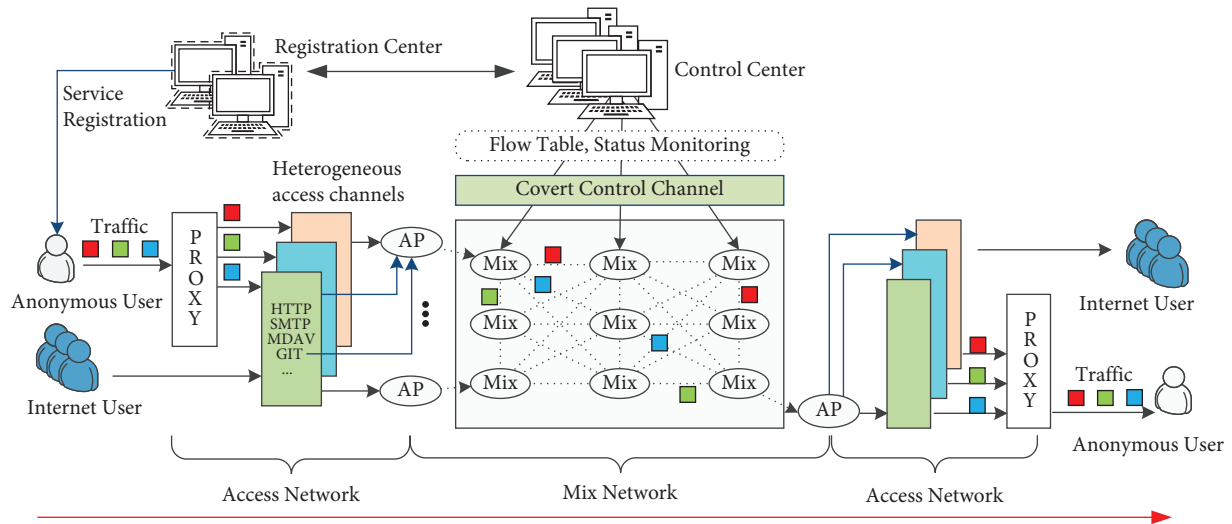 Registration Center
Control Center
Service
Registration
Flow Table, Status Monitoring
Heterogeneous
access channels
Covert Control Channel
Traffic
P
R
O
X
Y
AP
Mix
Mix
Mix
Anonymous User
HTTP
SMTP
MDAV
GIT
...
Mix
Mix
Mix
Internet User
P
R
O
X
Y
Internet User
AP
Mix
Mix
Mix
AP
Traffic
Anonymous User
Access Network
Mix Network
Access Network